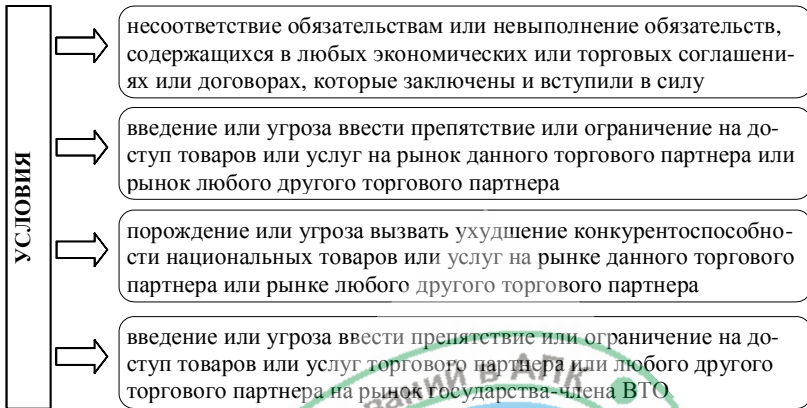 УСЛОВИЯ
несоответствие обязательствам или невыполнение обязательств,
содержащихся в любых экономических или торговых соглашени-
ях или договорах, которые заключены и вступили в силу
введение или угроза ввести препятствие или ограничение на до-
ступ товаров или услуг на рынок данного торгового партнера или
рынок любого другого торгового партнера
порождение или угроза вызвать ухудшение конкурентоспособно-
сти национальных товаров или услуг на рынке данного торгового
партнера или рынке любого другого торгового партнера
введение или угроза ввести препятствие или ограничение на до-
ступ товаров или услуг торгового партнера или любого другого
торгового партнера на рынок государства-члена ВТО
в АПК